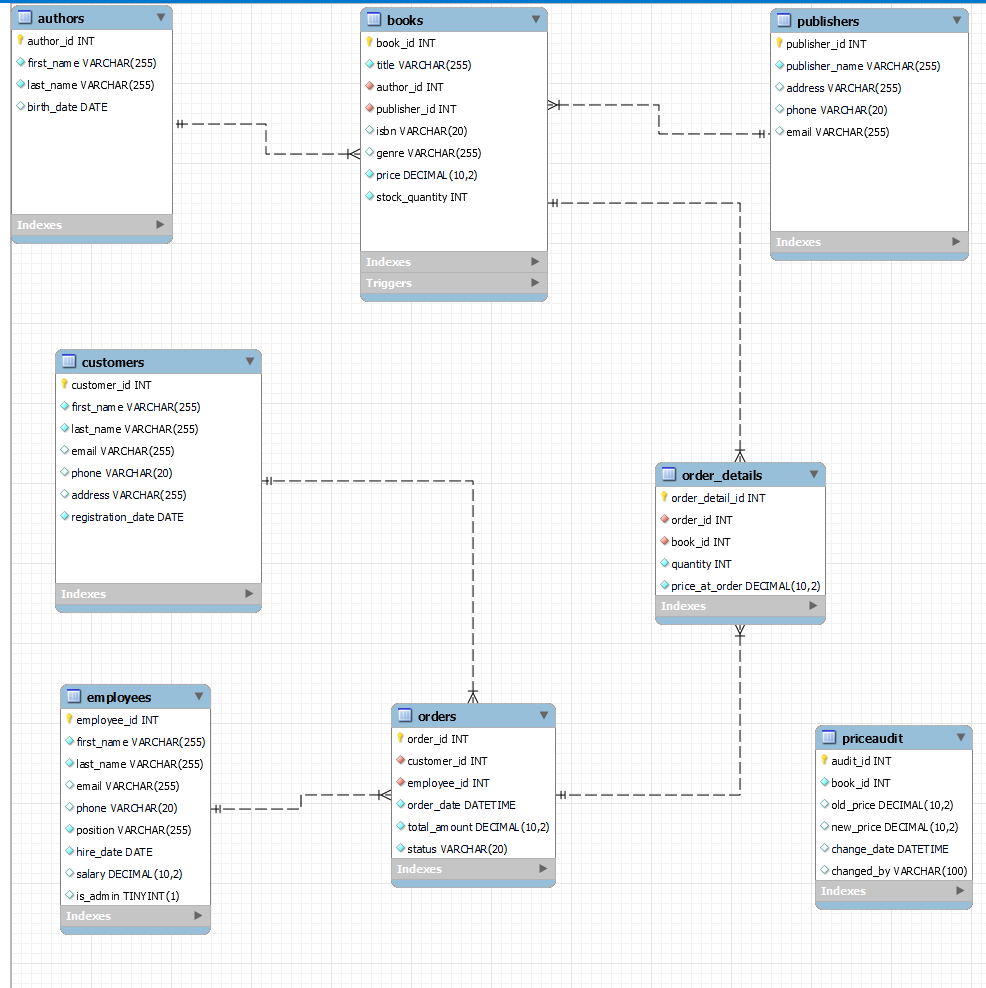 authors
author_id INT
first_name VARCHAR(255)
last_name VARCHAR(255)
birth_date DATE
Indexes
books
book_id INT
title VARCHAR(255)
author_id INT
publisher_id INT
isbn VARCHAR(20)
genre VARCHAR(255)
price DECIMAL(10,2)
stock_quantity INT
Indexes
Triggers
publishers
publisher_id INT
publisher_name VARCHAR(255)
address VARCHAR(255)
phone VARCHAR(20)
email VARCHAR(255)
Indexes
customers
customer_id INT
first_name VARCHAR(255)
last_name VARCHAR(255)
email VARCHAR(255)
phone VARCHAR(20)
address VARCHAR(255)
registration_date DATE
Indexes
order_details
order_detail_id INT
order_id INT
book_id INT
quantity INT
price_at_order DECIMAL(10,2)
Indexes
employees
employee_id INT
first_name VARCHAR(255)
last_name VARCHAR(255)
email VARCHAR(255)
phone VARCHAR(20)
position VARCHAR(255)
hire_date DATE
salary DECIMAL(10,2)
is_admin TINYINT(1)
Indexes
orders
order_id INT
customer_id INT
employee_id INT
order_date DATETIME
total_amount DECIMAL(10,2)
status VARCHAR(20)
Indexes
priceaudit
audit_id INT
book_id INT
old_price DECIMAL(10,2)
new_price DECIMAL(10,2)
change_date DATETIME
changed_by VARCHAR(100)
Indexes